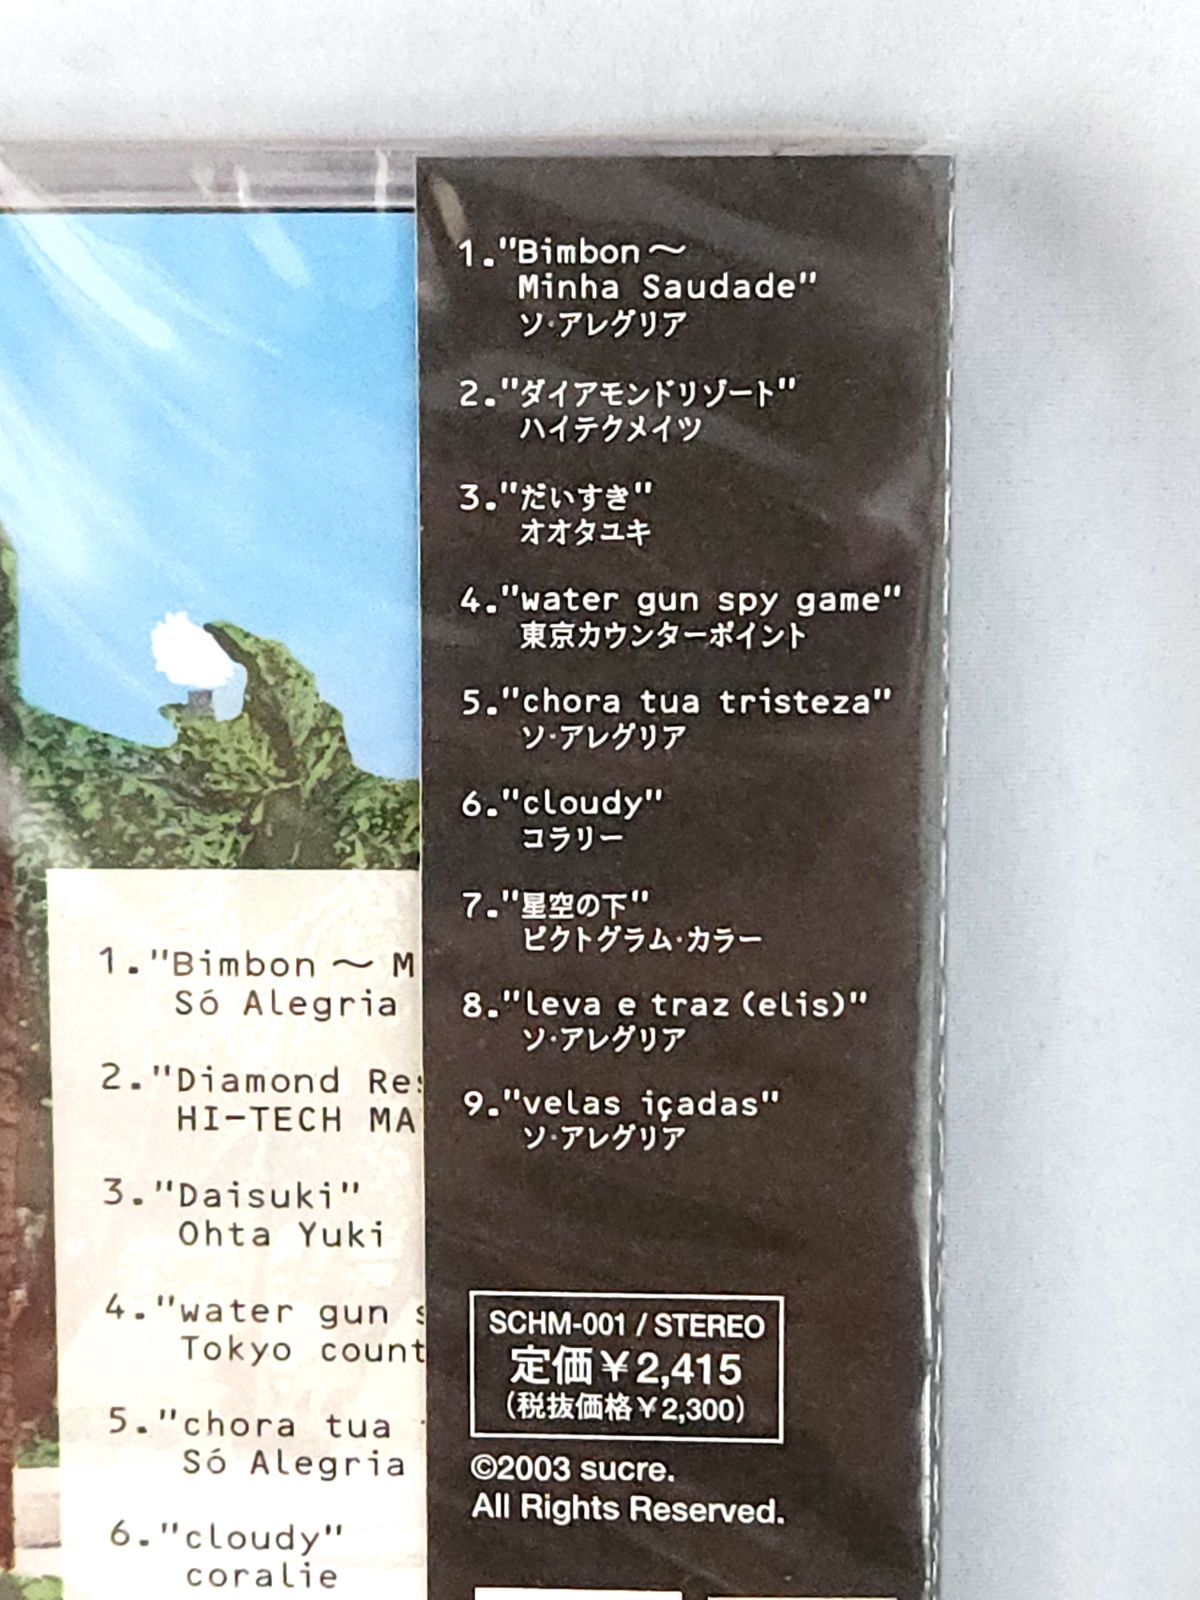 1."Bimbon～
Minha Saudade"
ソ・アレグリア
2."ダイアモンドリゾート"
ハイテクメイツ
3."だいすき"
オオタユキ
4."water gun spy game"
東京カウンターポイント
5."chora tua tristeza"
ソ・アレグリア
6."cloudy"
コラリー
7."星空の下"
ピクトグラム・カラー
8."leva e traz(elis)"
ソ・アレグリア
9."velas içadas"
ソ・アレグリア
SCHM-001 / STEREO
定価￥2,415
（税抜価格￥2,300）
©2003 sucre.
All Rights Reserved.
1."Bimbon～
Só Alegria
2."Diamond
HI-TECH
3."Daisuki"
Ohta Yuki
4."water gun
Tokyo
5."chora tua
Só Alegria
6."cloudy"
coralie